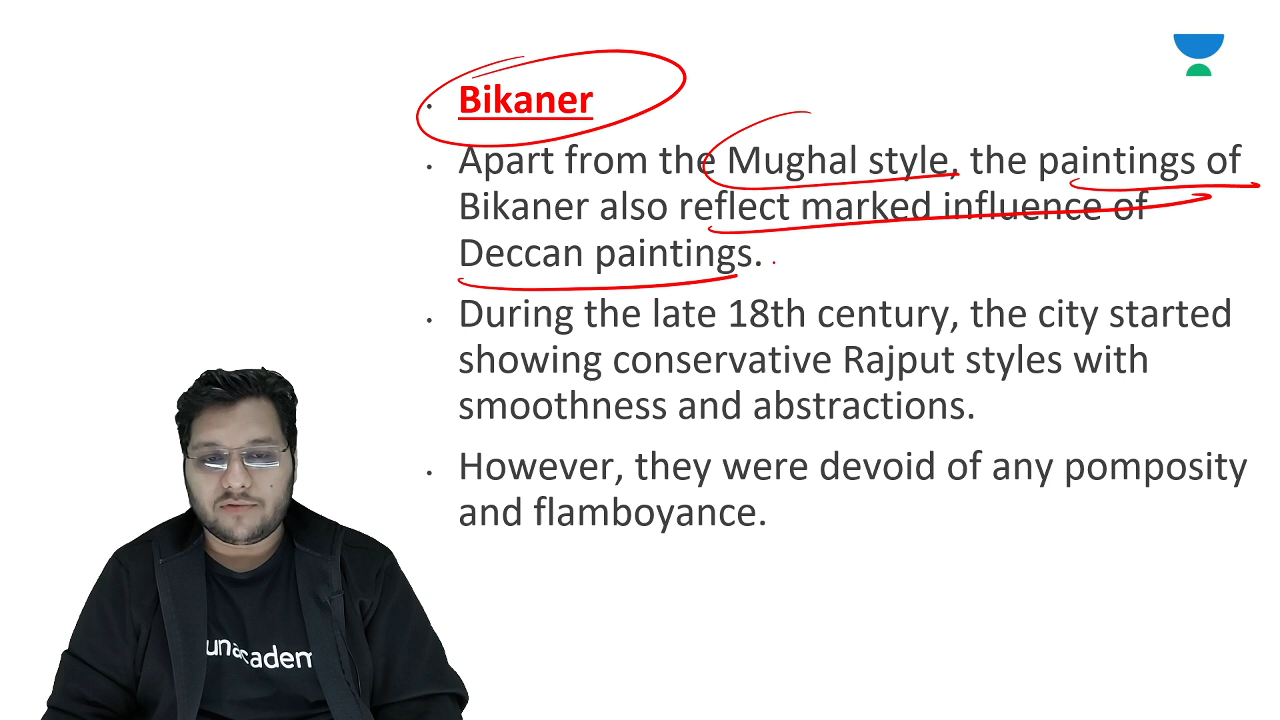 Bikaner
Apart from the Mughal style, the paintings of
Bikaner also reflect marked influence of
Deccan paintings.
During the late 18th century, the city started
showing conservative Rajput styles with
smoothness and abstractions.
However, they were devoid of any pomposity
and flamboyance.
unacadem